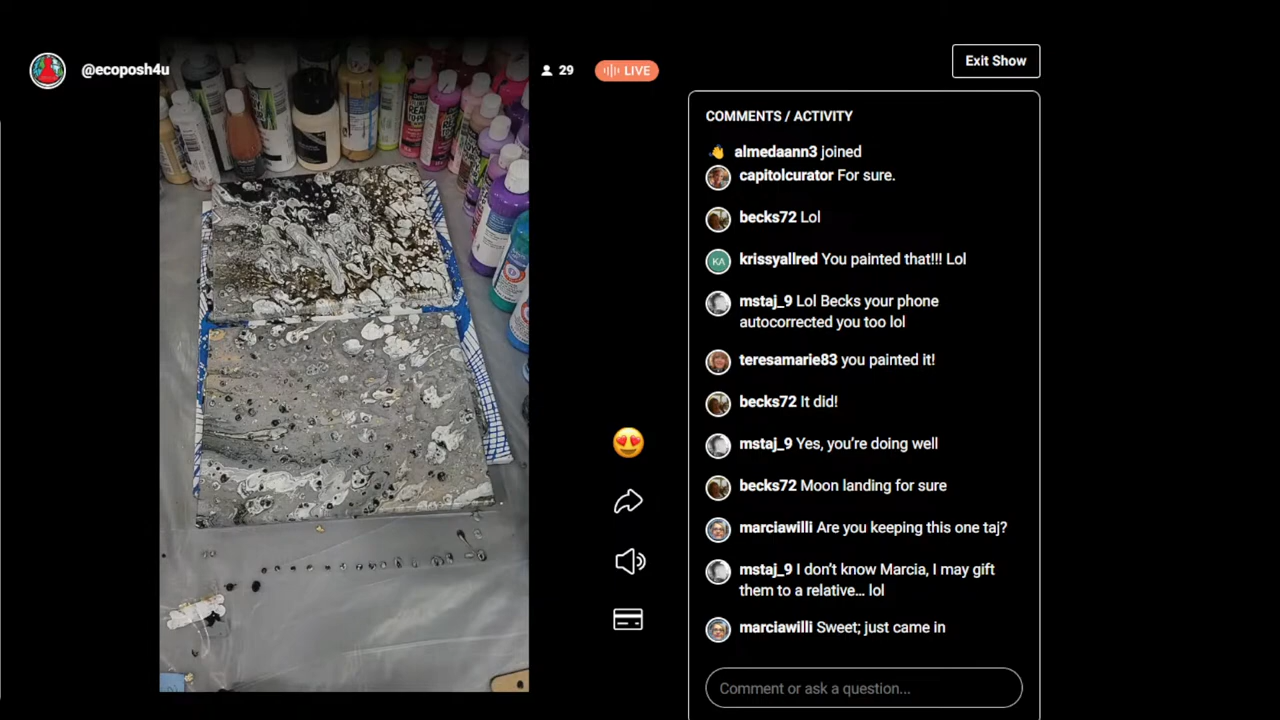 @ecoposh4u
29
LIVE
Exit Show
COMMENTS / ACTIVITY
almedaann3 joined
capitolcurator For sure.
becks72 Lol
KA
krissyallred You painted that!!! Lol
mstaj_9 Lol Becks your phone
autocorrected you too lol
teresamarie83 you painted it!
becks72 It did!
mstaj_9 Yes, you're doing well
becks72 Moon landing for sure
marciawilli Are you keeping this one taj?
mstaj_9 I don't know Marcia, I may gift
them to a relative... lol
marciawilli Sweet; just came in
Comment or ask a question...